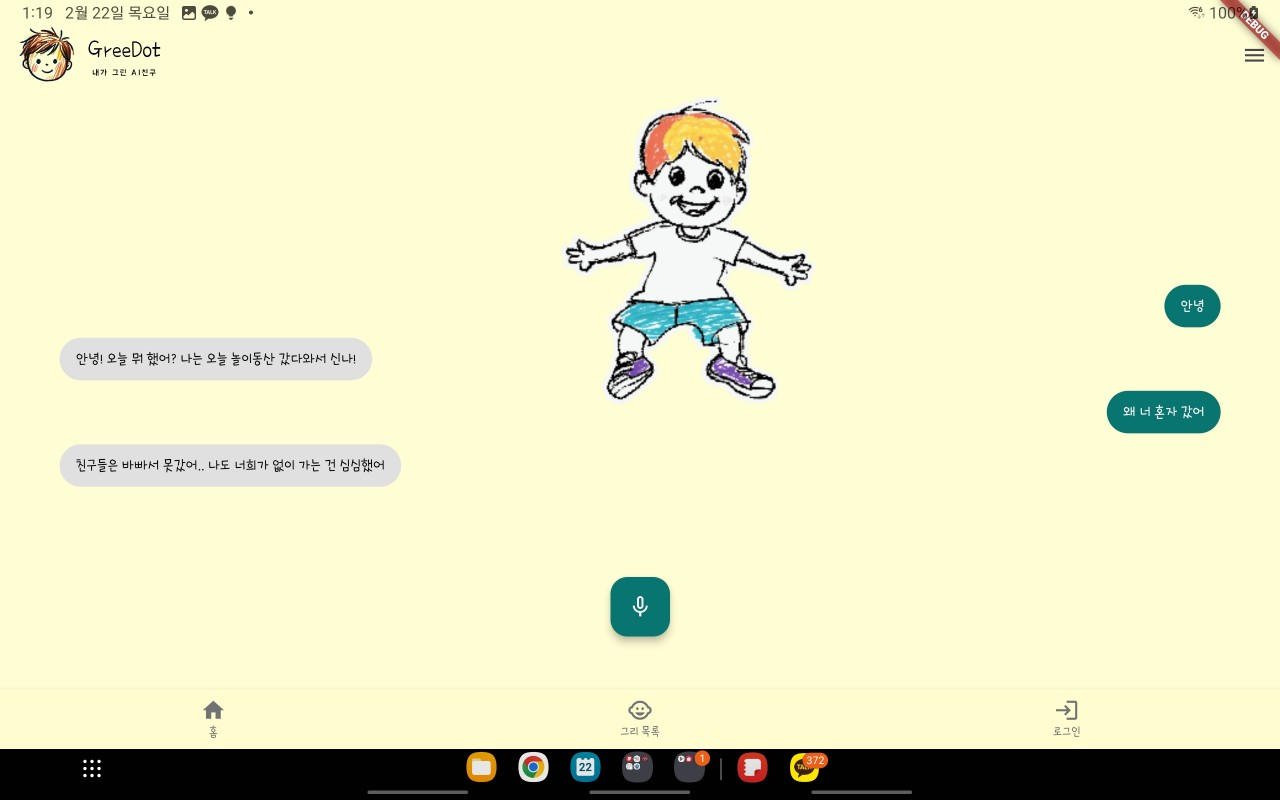 1:19 2월 22일 목요일 TALK 100%
DEBUG
GreeDot
내가 그린 AI친구
안녕
안녕! 오늘 뭐 했어? 나는 오늘 놀이동산 갔다와서 신나!
왜 너 혼자 갔어
친구들은 바빠서 못갔어.. 나도 너희가 없이 가는 건 심심했어
홈
그리 목록
로그인
22
1
TALK
372